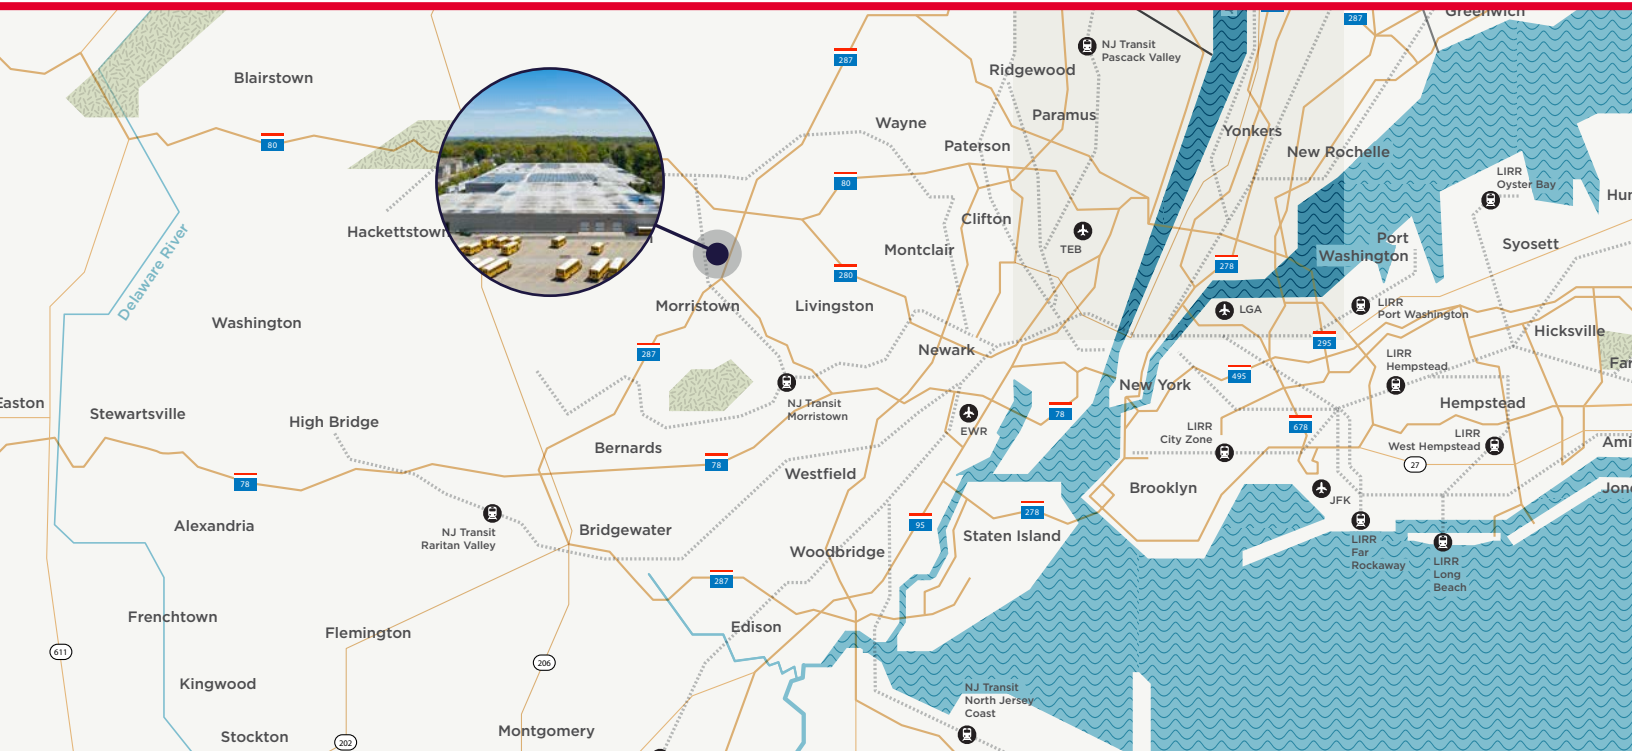 Greenwich
287
NJ Transit
Pascack Valley
Ridgewood
287
Blairstown
Paramus
Wayne
Yonkers
80
Paterson
New Rochelle
LIRR
Oyster Bay
80
Clifton
Hackettstown
TEB
Port
Washington
Syosett
Montclair
278
280
Delaware River
Morristown
Livingston
LGA
LIRR
Port Washington
Washington
Hicksville
295
287
Newark
LIRR
Hempstead
495
New York
NJ Transit
Morristown
Easton
Stewartsville
Hempstead
78
High Bridge
EWR
678
LIRR
City Zone
LIRR
West Hempstead
Bernards
78
27
Westfield
78
Brooklyn
JFK
NJ Transit
Raritan Valley
278
95
Alexandria
Bridgewater
Staten Island
Woodbridge
LIRR
Far
Rockaway
LIRR
Long
Beach
287
Frenchtown
Flemington
Edison
611
206
Kingwood
NJ Transit
North Jersey
Coast
Montgomery
Stockton
202